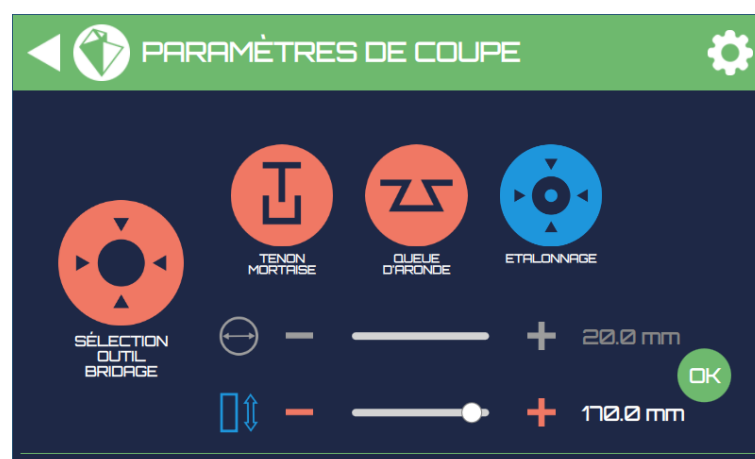 PARAMÈTRES DE COUPE
TENON
MORTAISE
QUEUE
D'ARONDE
ETALONNAGE
SÉLECTION
OUTIL
BRIDAGE
20.0 mm
OK
170.0 mm